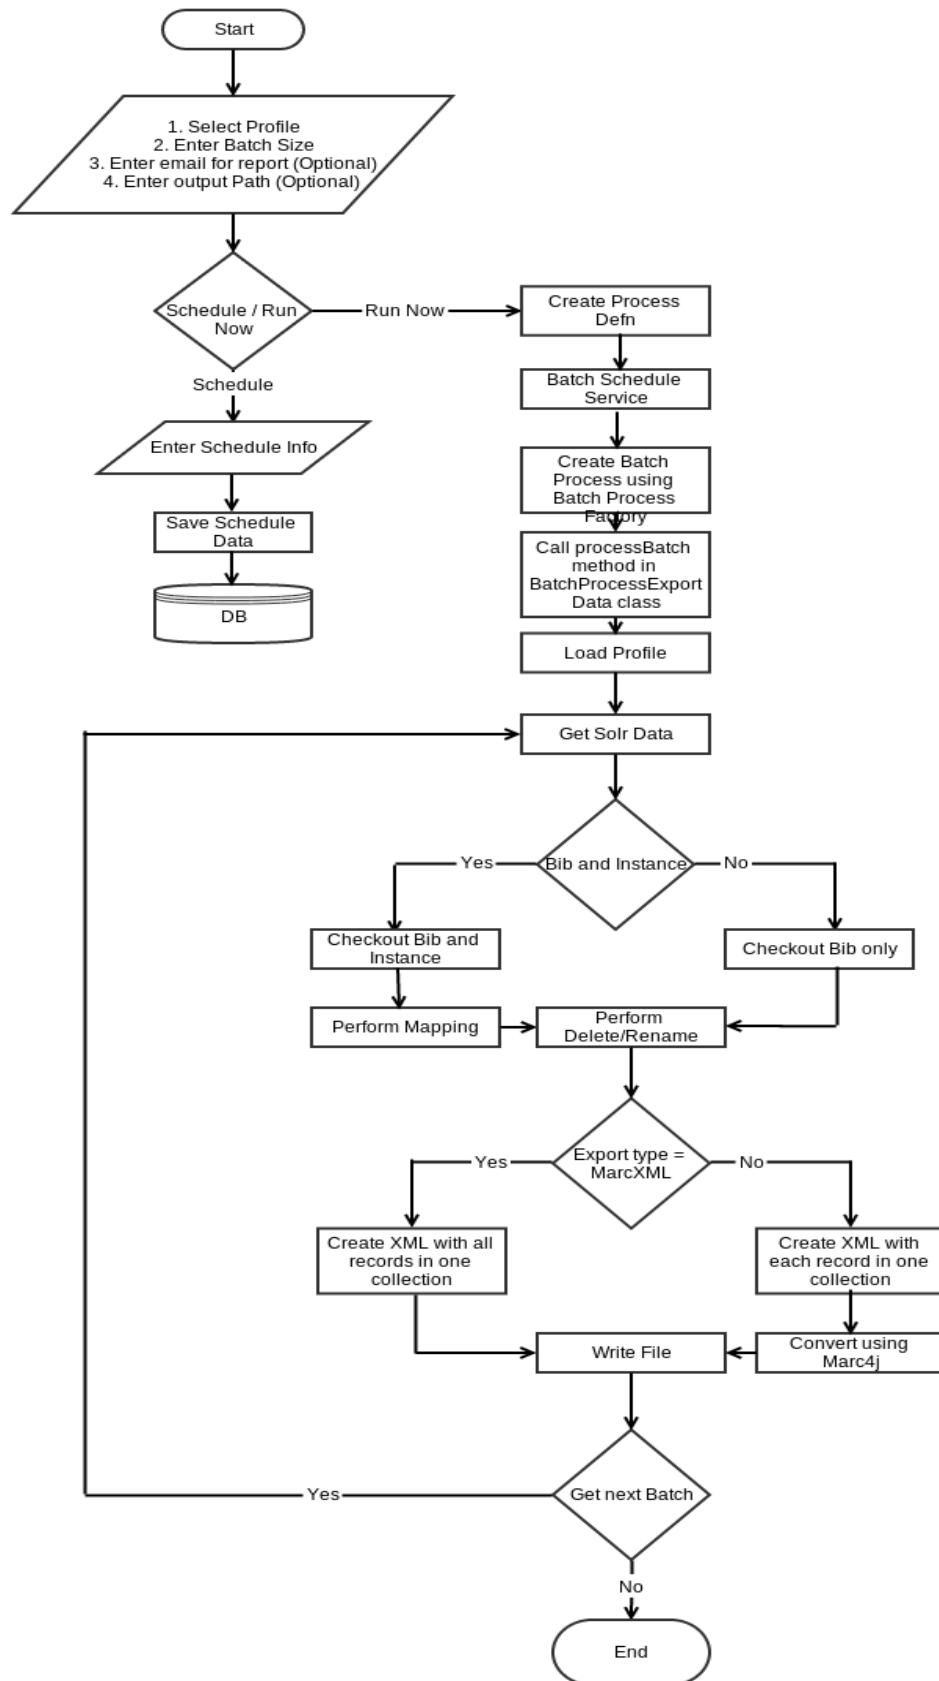 Start
1. Select Profile
2. Enter Batch Size
3. Enter email for report (Optional)
4. Enter output Path (Optional)
Schedule / Run
Now
Run Now
Create Process
Defn
Schedule
Batch Schedule
Service
Enter Schedule Info
Create Batch
Process using
Batch Process
Factory
Save Schedule
Data
Call processBatch
method in
BatchProcessExport
Data class
DB
Load Profile
Get Solr Data
Yes
Bib and Instance
No
Checkout Bib and
Instance
Checkout Bib only
Perform Mapping
Perform
Delete/Rename
Yes
Export type =
MarcXML
No
Create XML with all
records in one
collection
Create XML with
each record in one
collection
Write File
Convert using
Marc4j
Yes
Get next Batch
No
End